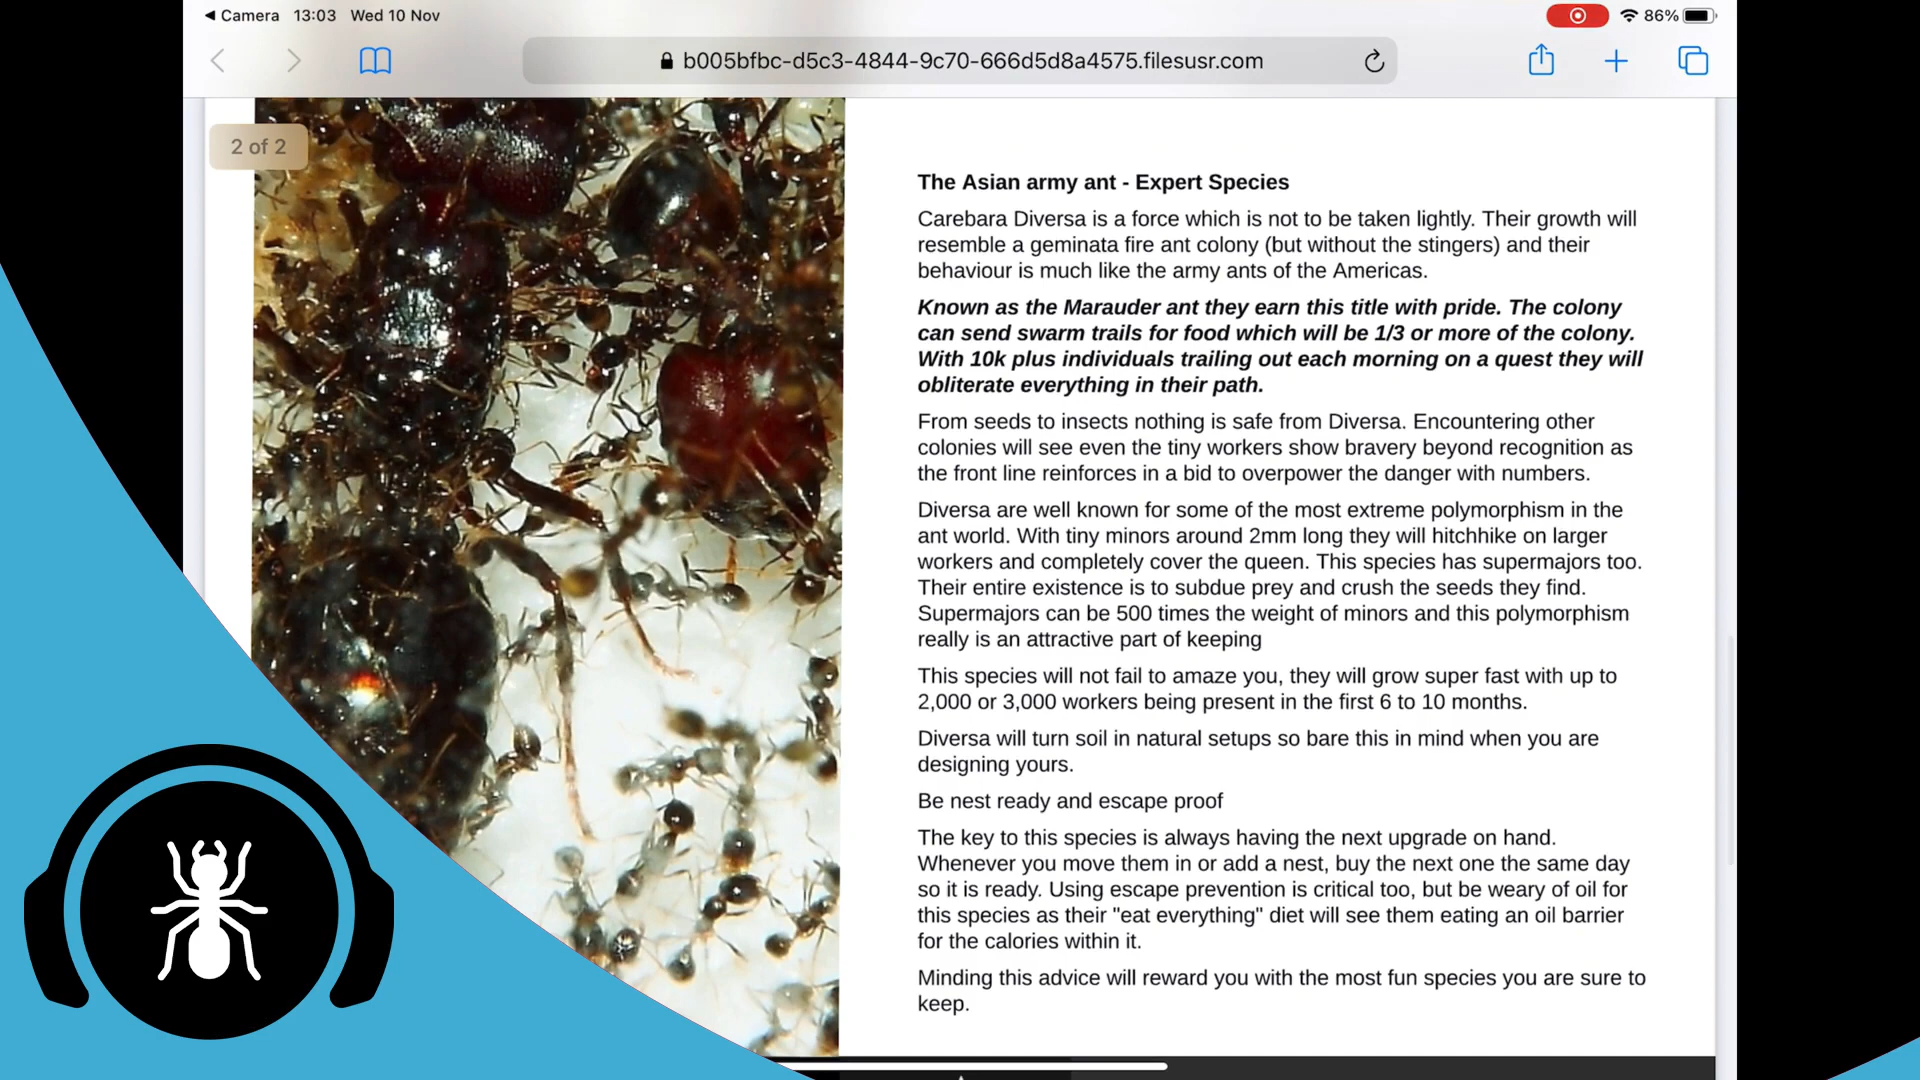 Camera 13:03 Wed 10 Nov
86%
b005bfbc-d5c3-4844-9c70-666d5d8a4575.filesusr.com
2 of 2
The Asian army ant - Expert Species
Carebara Diversa is a force which is not to be taken lightly. Their growth will
resemble a geminata fire ant colony (but without the stingers) and their
behaviour is much like the army ants of the Americas.
Known as the Marauder ant they earn this title with pride. The colony
can send swarm trails for food which will be 1/3 or more of the colony.
With 10k plus individuals trailing out each morning on a quest they will
obliterate everything in their path.
From seeds to insects nothing is safe from Diversa. Encountering other
colonies will see even the tiny workers show bravery beyond recognition as
the front line reinforces in a bid to overpower the danger with numbers.
Diversa are well known for some of the most extreme polymorphism in the
ant world. With tiny minors around 2mm long they will hitchhike on larger
workers and completely cover the queen. This species has supermajors too.
Their entire existence is to subdue prey and crush the seeds they find.
Supermajors can be 500 times the weight of minors and this polymorphism
really is an attractive part of keeping
This species will not fail to amaze you, they will grow super fast with up to
2,000 or 3,000 workers being present in the first 6 to 10 months.
Diversa will turn soil in natural setups so bare this in mind when you are
designing yours.
Be nest ready and escape proof
The key to this species is always having the next upgrade on hand.
Whenever you move them in or add a nest, buy the next one the same day
so it is ready. Using escape prevention is critical too, but be weary of oil for
this species as their "eat everything" diet will see them eating an oil barrier
for the calories within it.
Minding this advice will reward you with the most fun species you are sure to
keep.